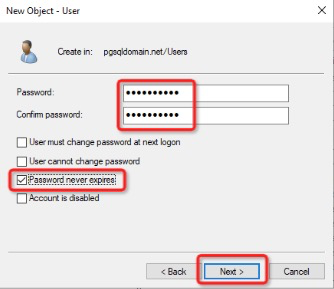 New Object - User
Create in: pgsqldomain.net/Users
Password: ••••••••••
Confirm password: ••••••••••
User must change password at next logon
User cannot change password
Password never expires
Account is disabled
< Back Next > Cancel